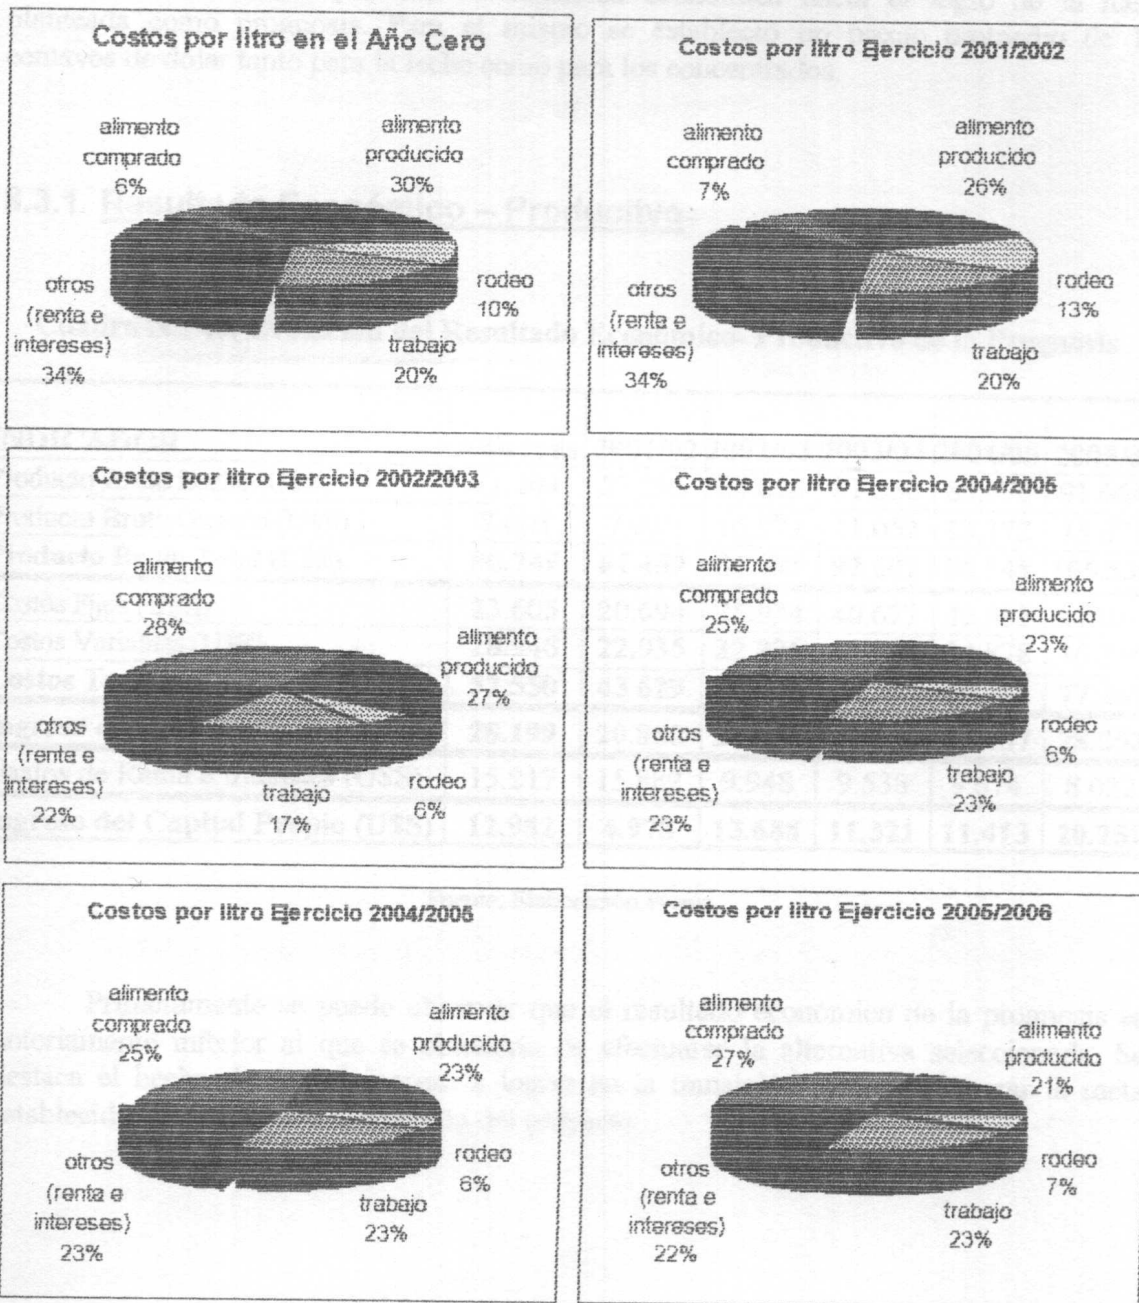 Costos por litro en el Año Cero
alimento
comprado
6%
alimento
producido
30%
rodeo
10%
trabajo
20%
otros
(renta e
intereses)
34%
Costos por litro Ejercicio 2001/2002
alimento
comprado
7%
alimento
producido
26%
rodeo
13%
trabajo
20%
otros
(renta e
intereses)
34%
Costos por litro Ejercicio 2002/2003
alimento
comprado
28%
alimento
producido
27%
rodeo
6%
trabajo
17%
otros
(renta e
intereses)
22%
Costos por litro Ejercicio 2004/2005
alimento
comprado
25%
alimento
producido
23%
rodeo
6%
trabajo
23%
otros
(renta e
intereses)
23%
Costos por litro Ejercicio 2004/2005
alimento
comprado
25%
alimento
producido
23%
rodeo
6%
trabajo
23%
otros
(renta e
intereses)
23%
Costos por litro Ejercicio 2005/2006
alimento
comprado
27%
alimento
producido
21%
rodeo
7%
trabajo
23%
otros
(renta e
intereses)
22%